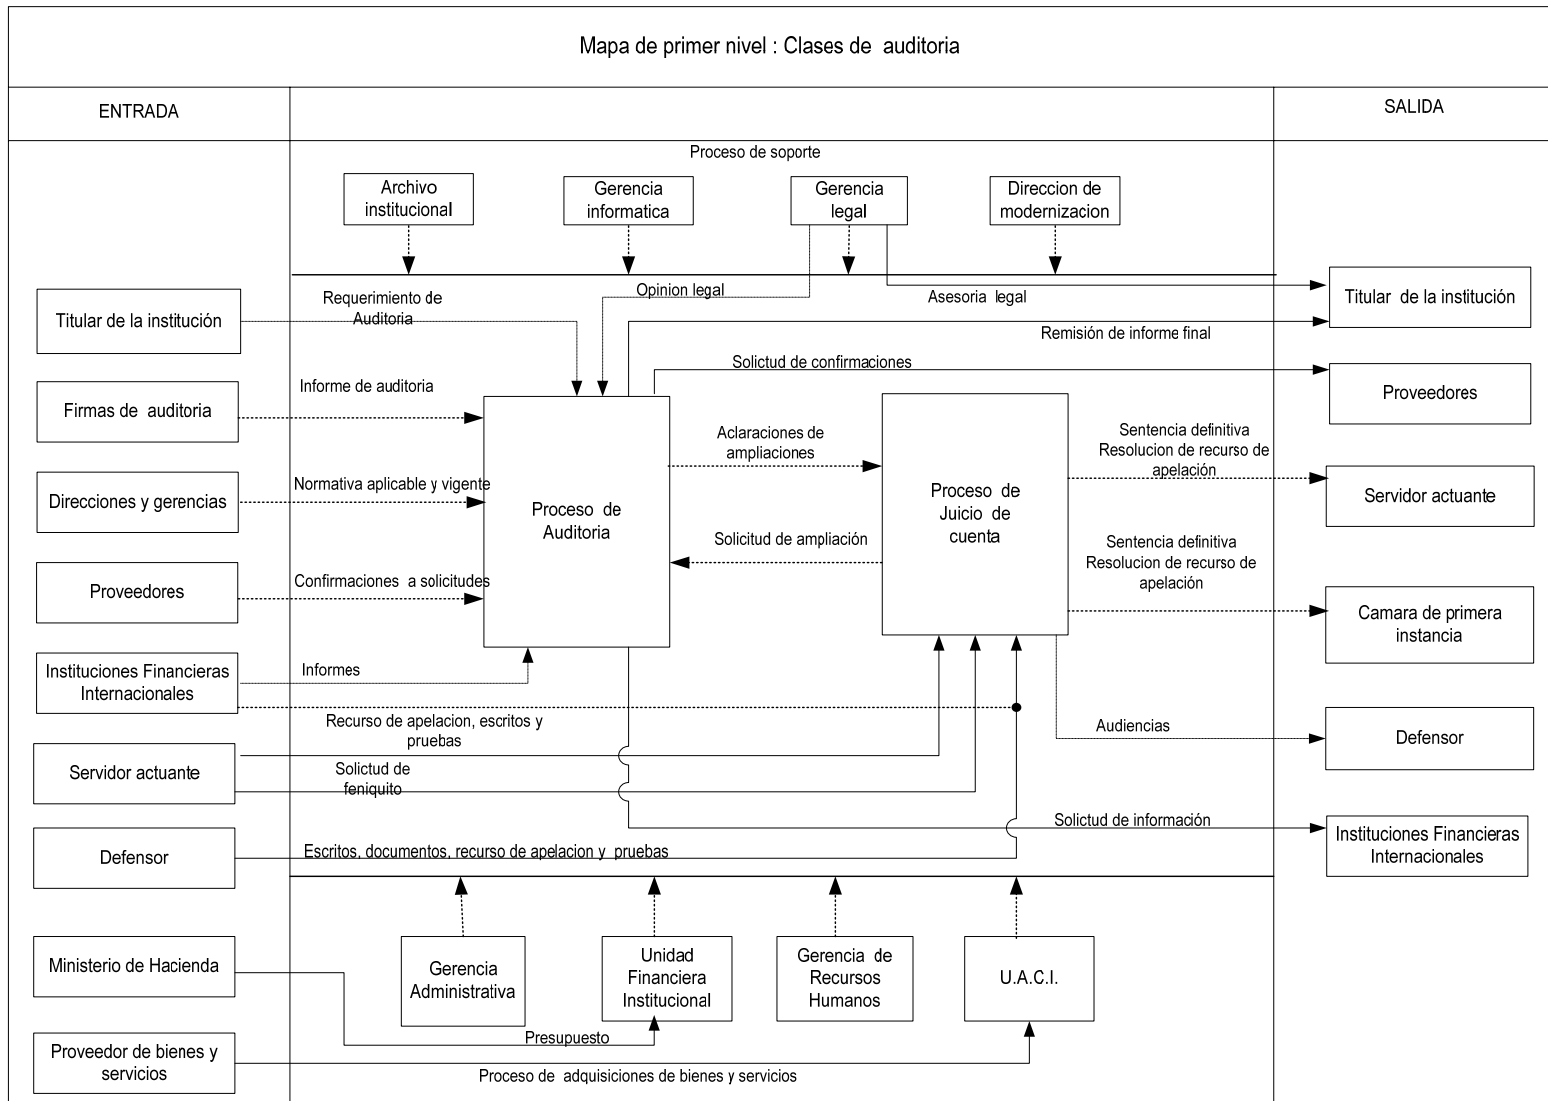 Mapa de primer nivel : Clases de  auditoria
ENTRADA
SALIDA
Proceso de soporte
Archivo
institucional
Gerencia
informatica
Gerencia
legal
Direccion de
modernizacion
Titular de la institución
Requerimiento de
Auditoria
Opinion legal
Asesoria  legal
Titular  de la institución
Remisión de informe final
Firmas de  auditoria
Informe de auditoria
Solicitud de confirmaciones
Proveedores
Direcciones y gerencias
Normativa aplicable y vigente
Proceso  de
Auditoria
Aclaraciones de
ampliaciones
Solicitud de ampliación
Proceso  de
Juicio de
cuenta
Sentencia definitiva
Resolucion de recurso de
apelación
Servidor actuante
Sentencia definitiva
Resolucion de recurso de
apelación
Camara de primera
instancia
Proveedores
Confirmaciones  a solicitudes
Instituciones Financieras
Internacionales
Informes
Recurso de apelacion, escritos y
pruebas
Audiencias
Defensor
Servidor actuante
Solicitud de
feniquito
Solicitud de información
Instituciones Financieras
Internacionales
Defensor
Escritos, documentos, recurso de apelacion y  pruebas
Ministerio de Hacienda
Gerencia
Administrativa
Unidad
Financiera
Institucional
Gerencia de
Recursos
Humanos
U.A.C.I.
Presupuesto
Proveedor de bienes y
servicios
Proceso de  adquisiciones de bienes y servicios